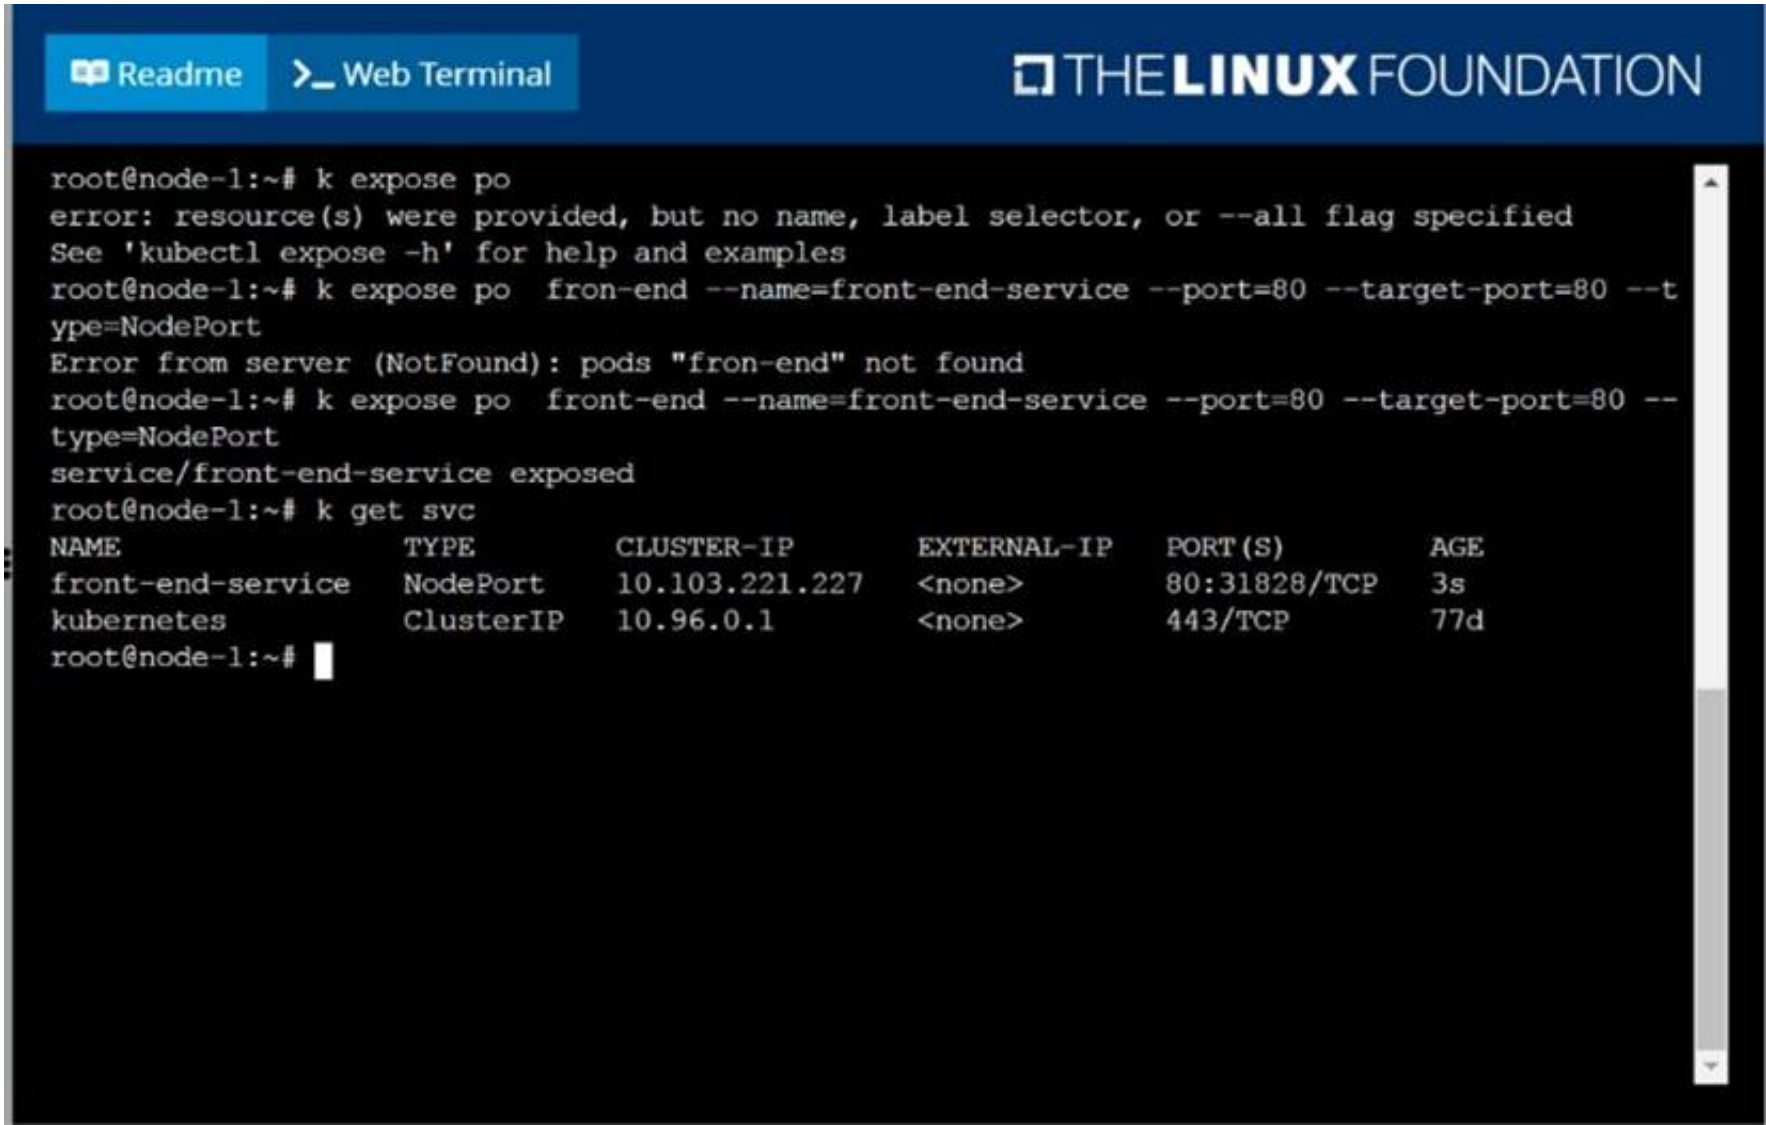 Readme
Web Terminal
THE LINUX FOUNDATION
root@node-1:~# k expose po
error: resource(s) were provided, but no name, label selector, or --all flag specified
See 'kubectl expose -h' for help and examples
root@node-1:~# k expose po  fron-end --name=front-end-service --port=80 --target-port=80 --t
ype=NodePort
Error from server (NotFound): pods "fron-end" not found
root@node-1:~# k expose po  front-end --name=front-end-service --port=80 --target-port=80 --
type=NodePort
service/front-end-service exposed
root@node-1:~# k get svc
NAME                TYPE        CLUSTER-IP       EXTERNAL-IP   PORT(S)        AGE
front-end-service   NodePort    10.103.221.227   <none>        80:31828/TCP   3s
kubernetes          ClusterIP   10.96.0.1        <none>        443/TCP        77d
root@node-1:~#